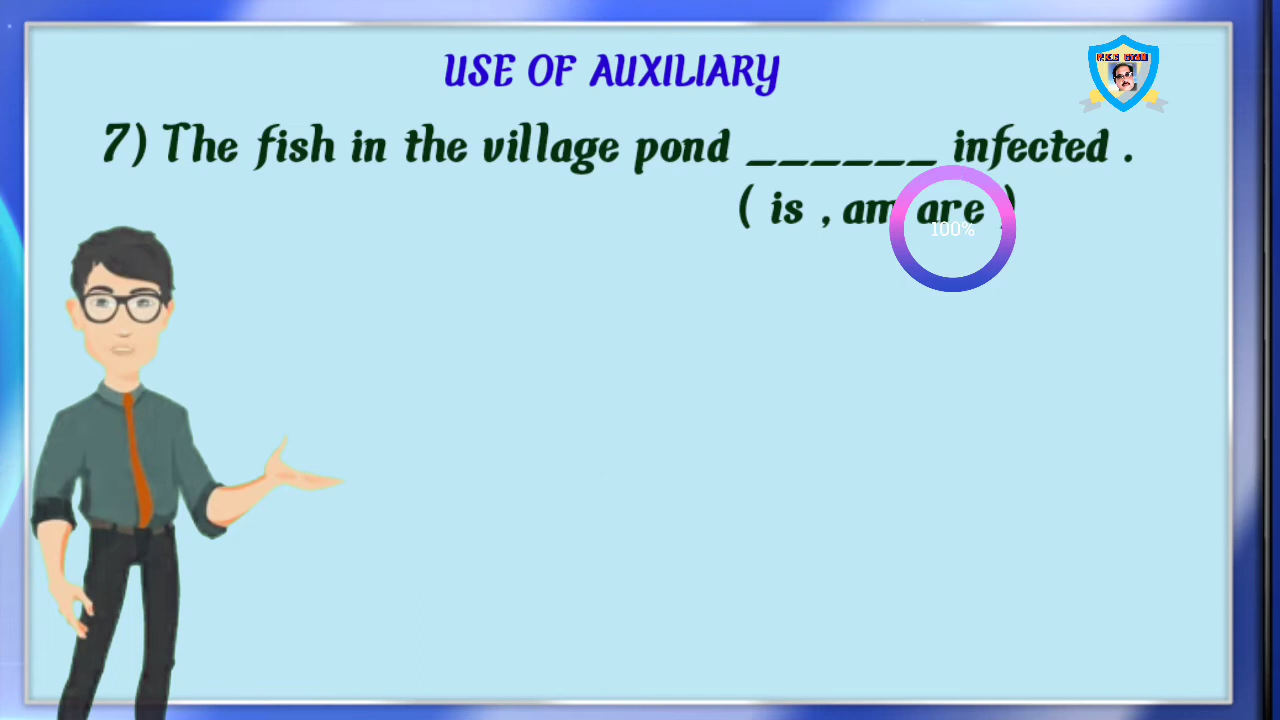 USE OF AUXILIARY
7) The fish in the village pond ______ infected .
( is , am are )
100%